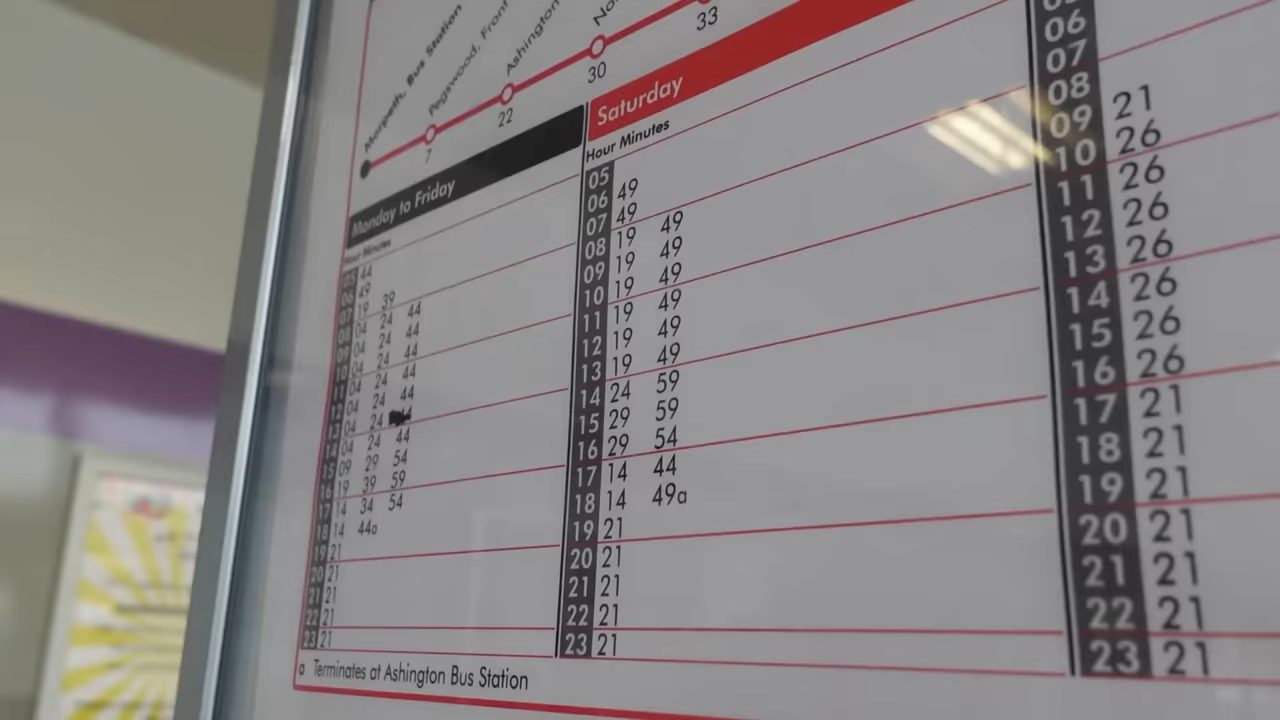 Morpeth, Bus Station
Pegswood, Front
Ashington
No
7
22
30
33
Monday to Friday
Hour Minutes
05 44
06 49
07 19 39
08 04 24 44
09 04 24 44
10 04 24 44
11 04 24 44
12 04 24 44
13 04 24
14 04 24 44
15 09 29 54
16 19 39 59
17 14 34 54
18 14 44a
19 21
20 21
21 21
22 21
23 21
a Terminates at Ashington Bus Station
Saturday
Hour Minutes
05
06 49
07 49
08 19 49
09 19 49
10 19 49
11 19 49
12 19 49
13 19 49
14 24 59
15 29 59
16 29 54
17 14 44
18 14 49a
19 21
20 21
21 21
22 21
23 21
06
07
08
09 21
10 26
11 26
12 26
13 26
14 26
15 26
16 26
17 21
18 21
19 21
20 21
21 21
22 21
23 21